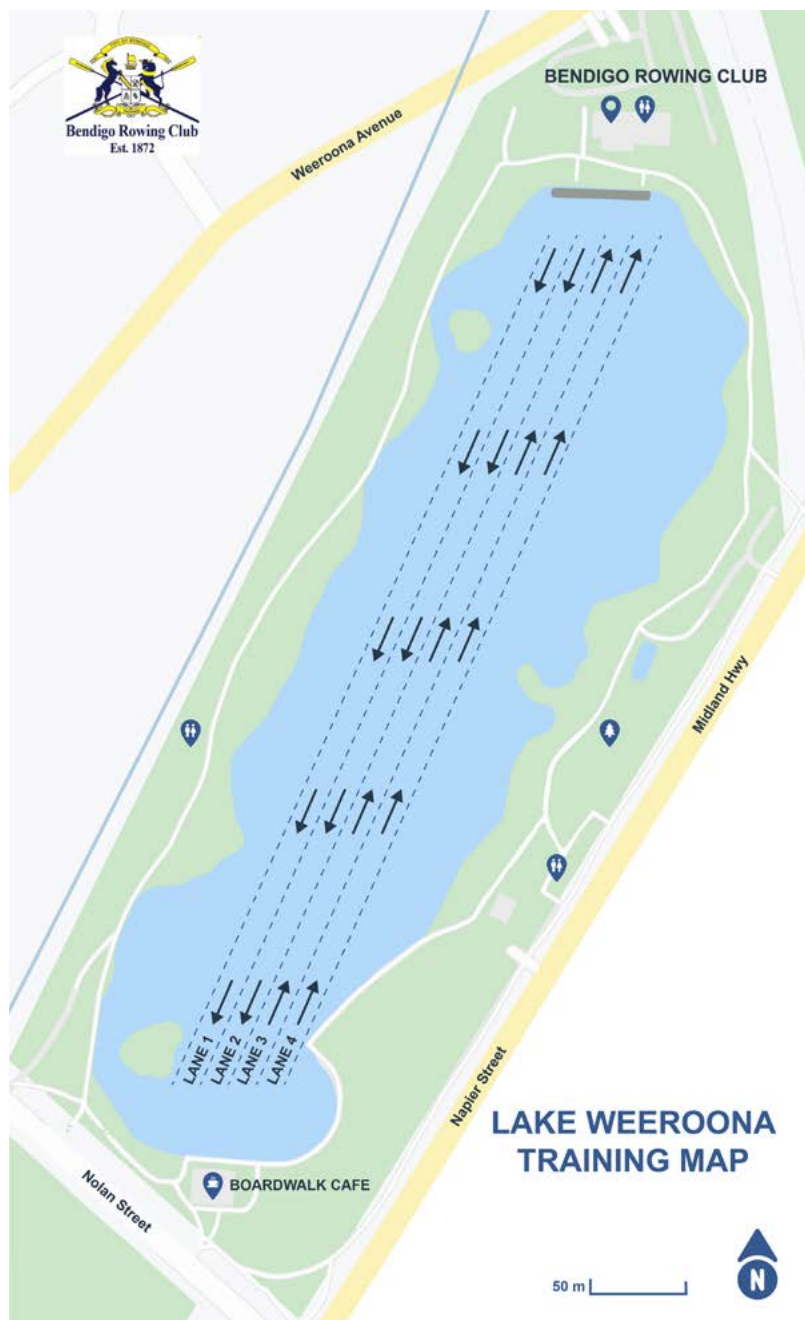 Bendigo Rowing Club
Est. 1872
BENDIGO ROWING CLUB
Weeroona Avenue
Midland Hwy
LANE 1
LANE 2
LANE 3
LANE 4
Napier Street
LAKE WEEROONA
TRAINING MAP
Nolan Street
BOARDWALK CAFE
50 m
N